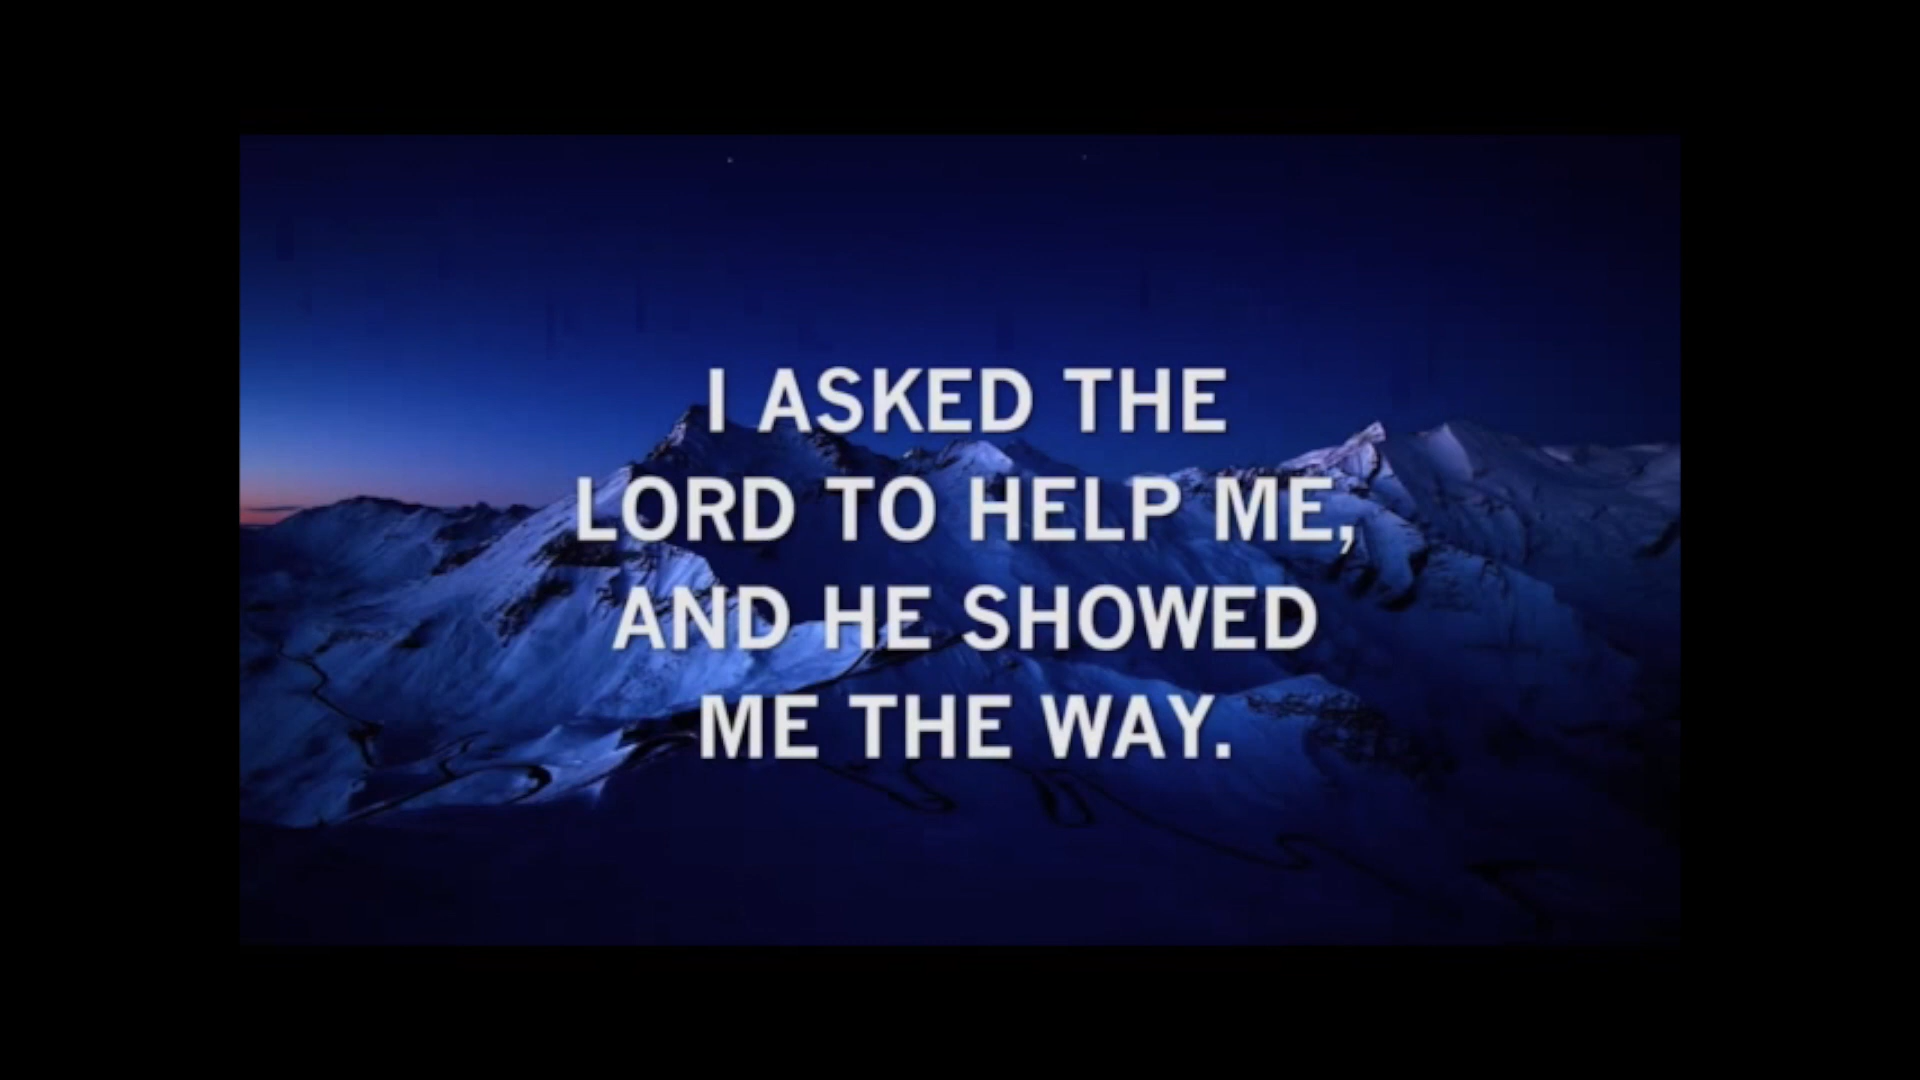 I ASKED THE
LORD TO HELP ME,
AND HE SHOWED
ME THE WAY.